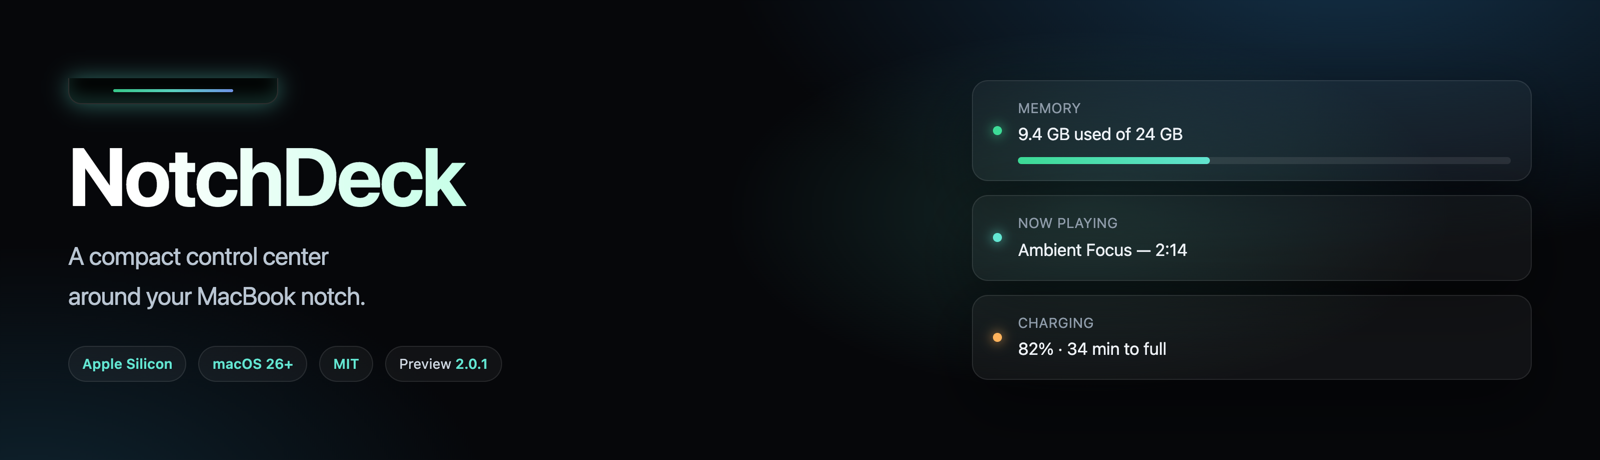 NotchDeck
A compact control center
around your MacBook notch.
Apple Silicon
macOS 26+
MIT
Preview 2.0.1
MEMORY
9.4 GB used of 24 GB
NOW PLAYING
Ambient Focus — 2:14
CHARGING
82% · 34 min to full